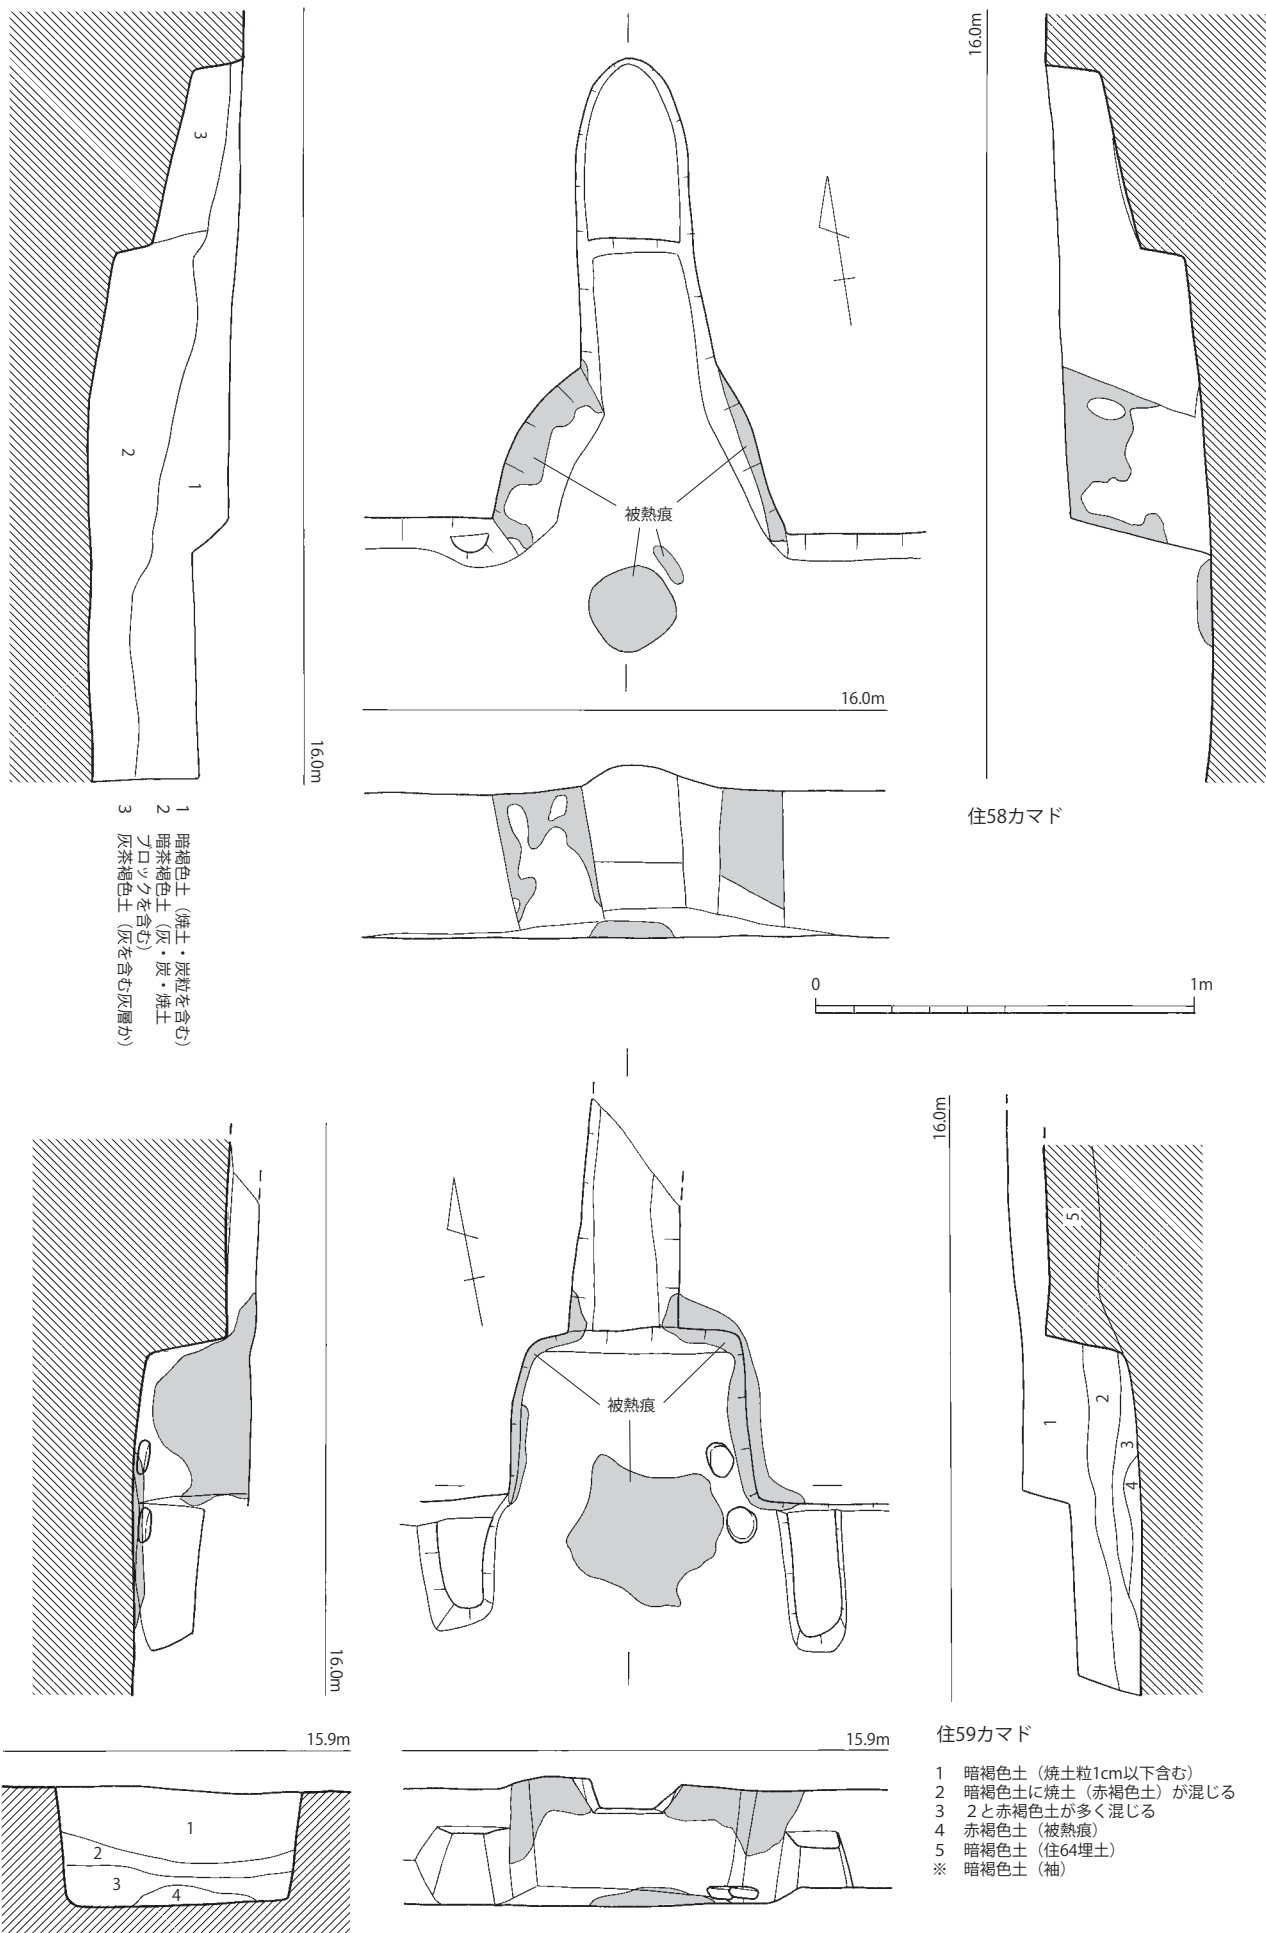 16.0m
16.0m
3
2
1
被熱痕
16.0m
住58カマド
1 暗褐色土（焼土・炭粒を含む）
2 暗茶褐色土（灰・炭・焼土
ブロックを含む）
3 灰茶褐色土（灰を含む灰層か）
0 1m
16.0m
16.0m
被熱痕
5
1
2
3
4
15.9m
1
2
3
4
15.9m
住59カマド
1 暗褐色土（焼土粒1cm以下含む）
2 暗褐色土に焼土（赤褐色土）が混じる
3 ２と赤褐色土が多く混じる
4 赤褐色土（被熱痕）
5 暗褐色土（住64埋土）
※ 暗褐色土（袖）